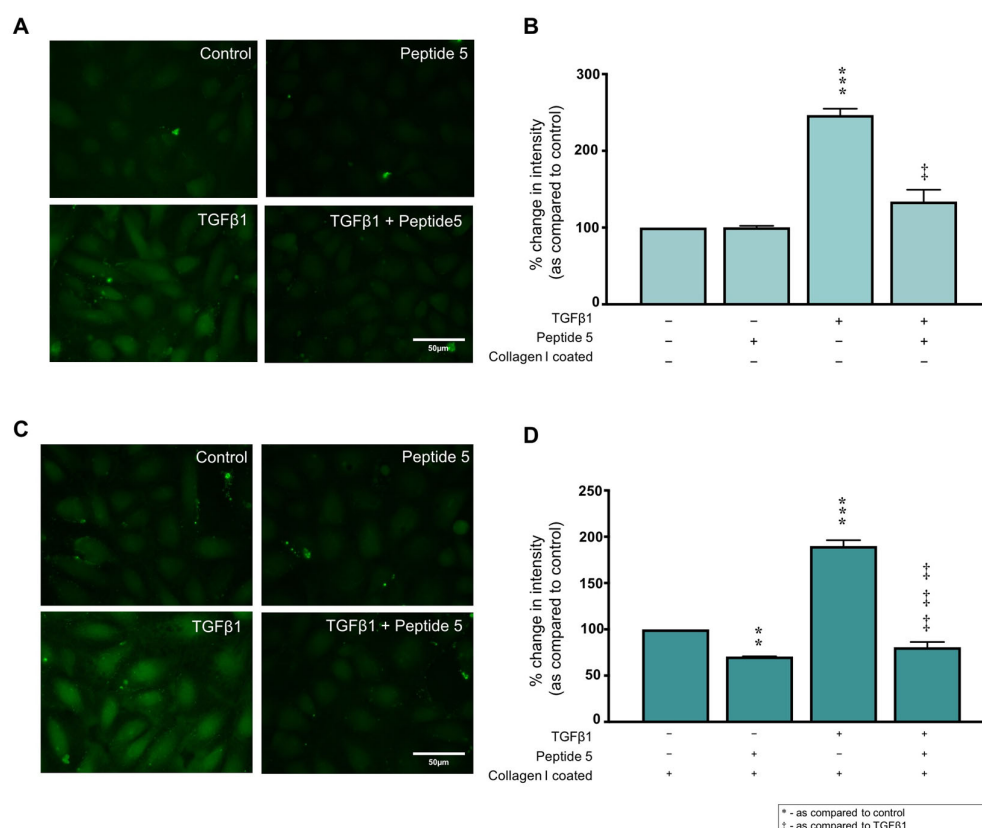 A
Control
Peptide 5
TGFβ1
TGFβ1 + Peptide5
50μm
B
% change in intensity
(as compared to control)
300
200
100
0
***
‡
TGFβ1 – – + +
Peptide 5 – + – +
Collagen I coated – – – –
C
Control
Peptide 5
TGFβ1
TGFβ1 + Peptide 5
50μm
D
% change in intensity
(as compared to control)
250
200
150
100
50
0
**
***
‡‡‡
TGFβ1 – – + +
Peptide 5 – + – +
Collagen I coated + + + +
* - as compared to control
† - as compared to TGFβ1